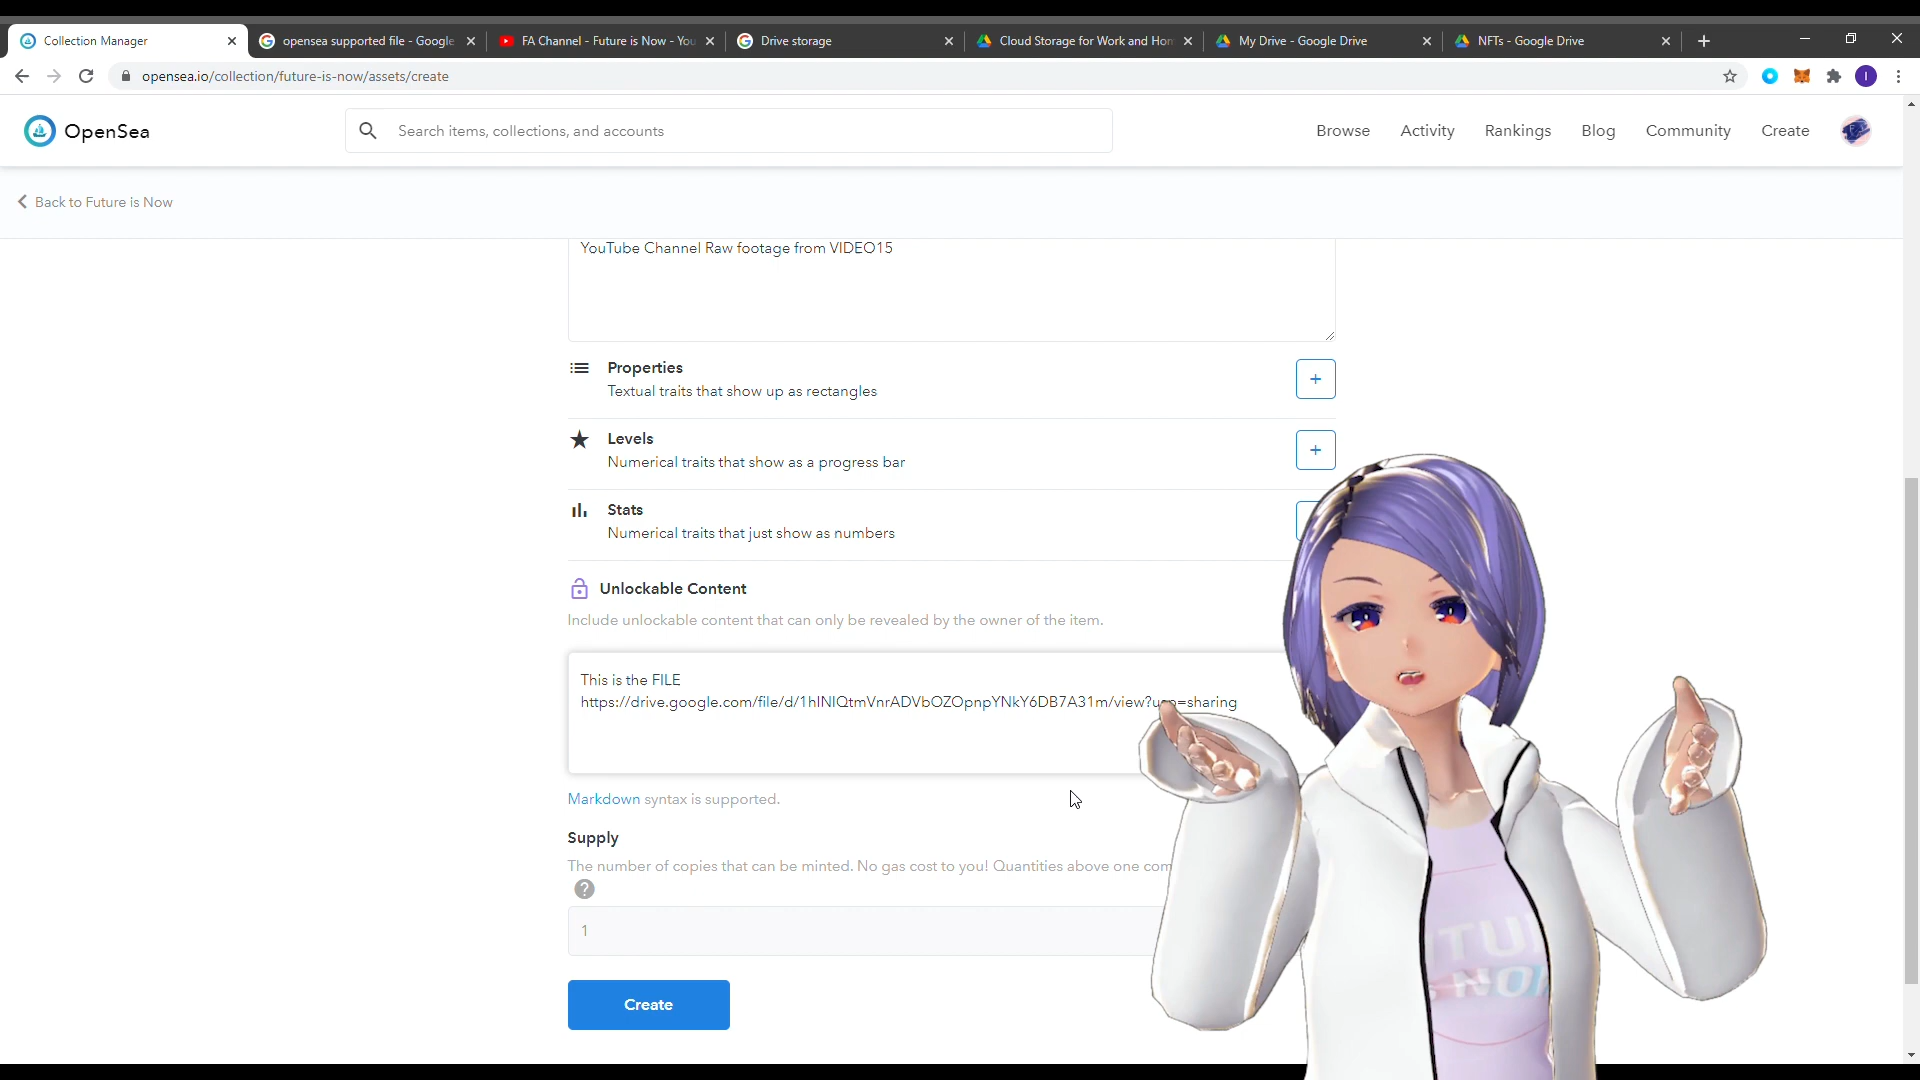 Collection Manager
opensea supported file - Google
FA Channel - Future is Now - You
Drive storage
Cloud Storage for Work and Hom
My Drive - Google Drive
NFTs - Google Drive
opensea.io/collection/future-is-now/assets/create
I
OpenSea
Search items, collections, and accounts
Browse
Activity
Rankings
Blog
Community
Create
Back to Future is Now
YouTube Channel Raw footage from VIDEO15
Properties
Textual traits that show up as rectangles
+
Levels
Numerical traits that show as a progress bar
+
Stats
Numerical traits that just show as numbers
Unlockable Content
Include unlockable content that can only be revealed by the owner of the item.
This is the FILE
Markdown syntax is supported.
Supply
The number of copies that can be minted. No gas cost to you! Quantities above one com
?
1
Create